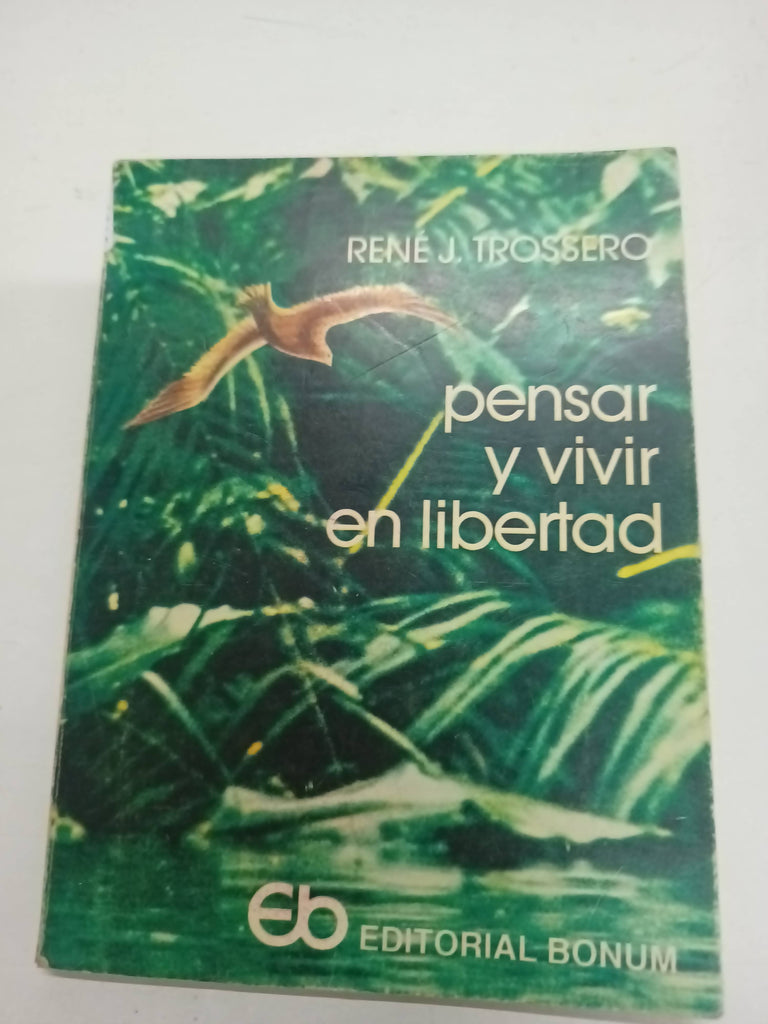 RENÉ J. TROSSERO
pensar
y vivir
en libertad
Eb EDITORIAL BONUM